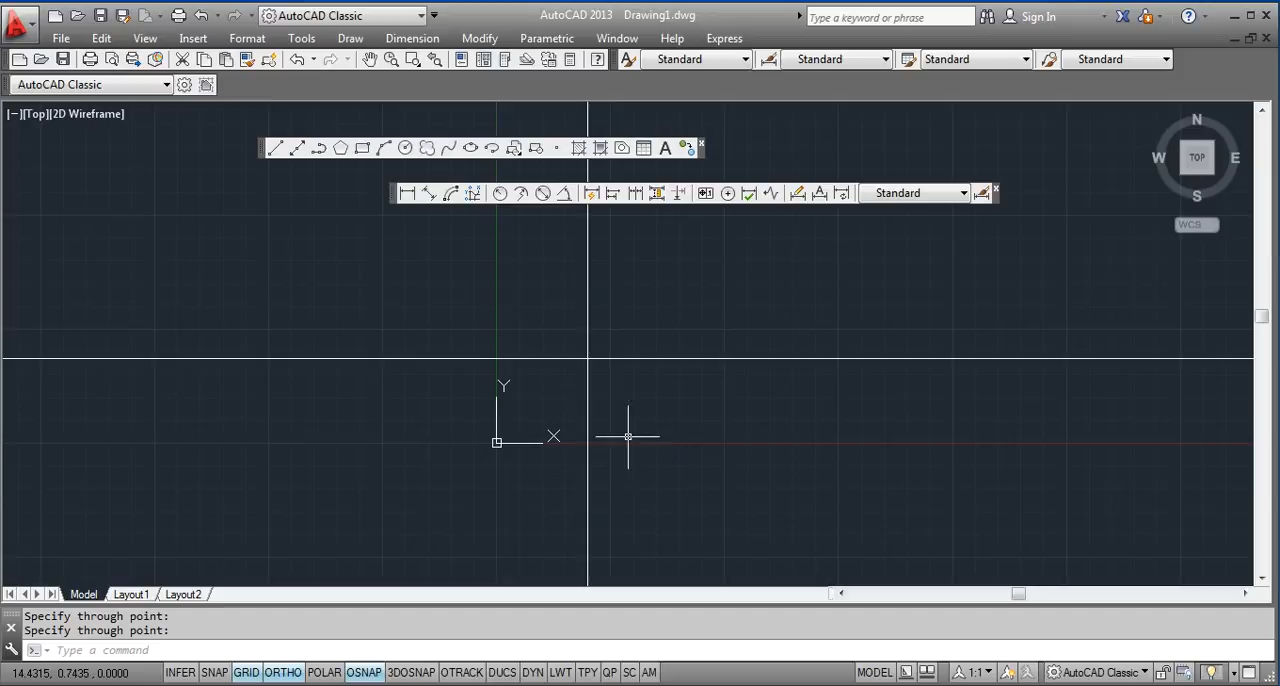 AutoCAD Classic
AutoCAD 2013 Drawing1.dwg
Type a keyword or phrase
Sign In
File Edit View Insert Format Tools Draw Dimension Modify Parametric Window Help Express
Standard Standard Standard Standard
AutoCAD Classic
[−][Top][2D Wireframe]
N
W TOP E
S
WCS
A
Standard
Y
X
Model Layout1 Layout2
Specify through point:
Specify through point:
Type a command
14.4315, 0.7435, 0.0000 INFER SNAP GRID ORTHO POLAR OSNAP 3DOSNAP OTRACK DUCS DYN LWT TPY QP SC AM MODEL 1:1 AutoCAD Classic